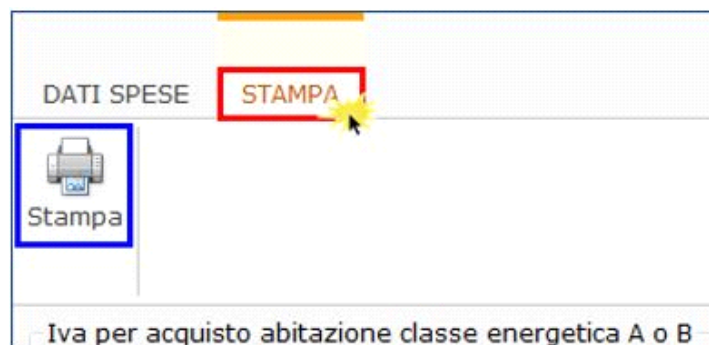 DATI SPESE STAMPA
Stampa
Iva per acquisto abitazione classe energetica A o B